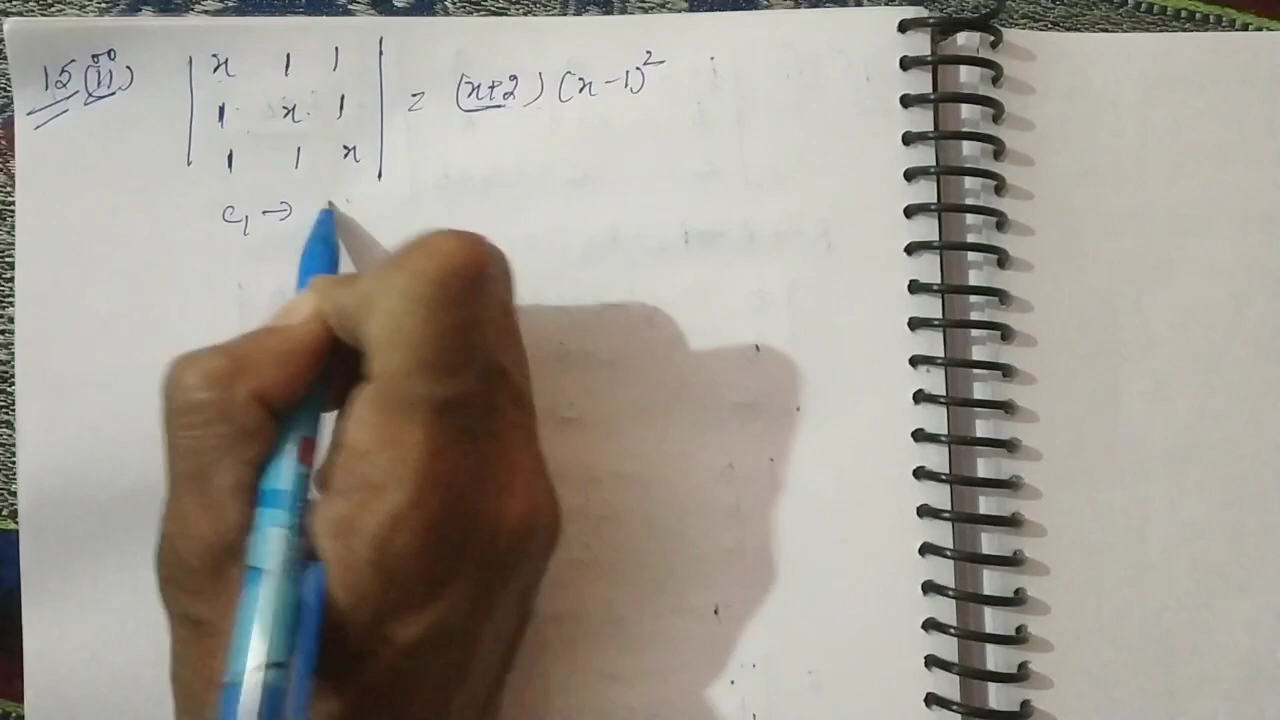 15 (ii) | x 1 1 | = (x+2) (x-1)²
| 1 x 1 |
| 1 1 x |
C₁ →